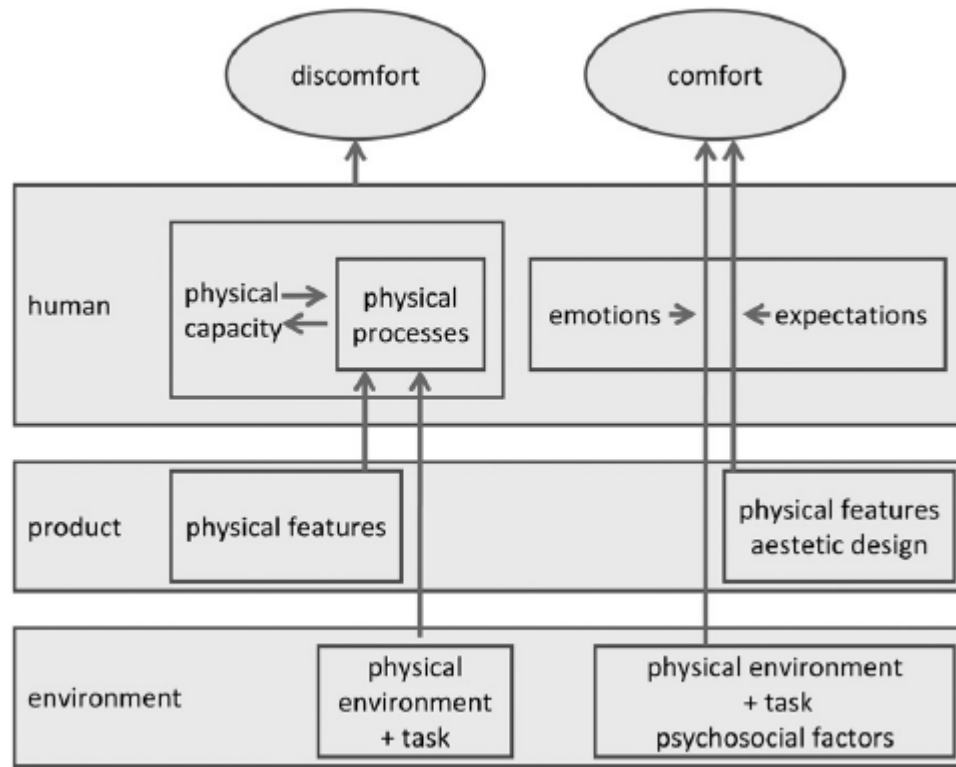 discomfort
comfort
human
physical
capacity
physical
processes
emotions
expectations
product
physical features
physical features
aestetic design
environment
physical
environment
+ task
physical environment
+ task
psychosocial factors